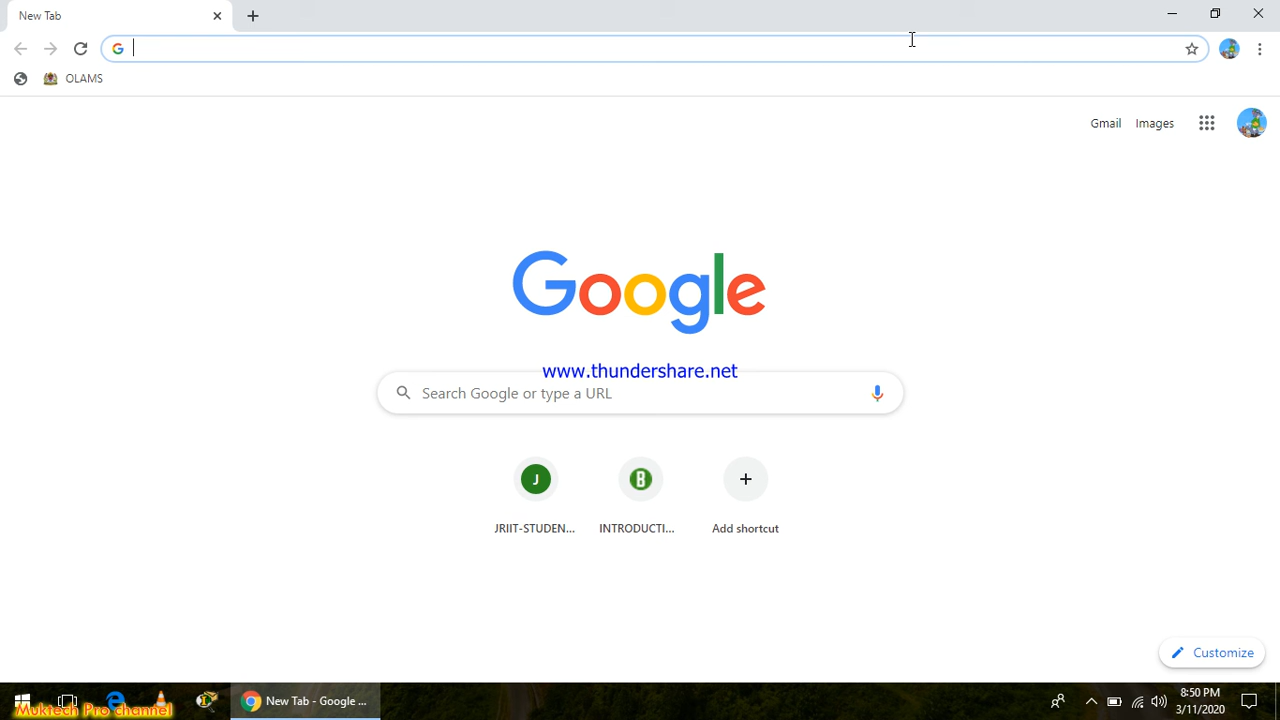 New Tab
OLAMS
Gmail Images
Google
www.thundershare.net
Search Google or type a URL
J
B
JRIIT-STUDEN...
INTRODUCTI...
Add shortcut
Customize
New Tab - Google ...
8:50 PM
3/11/2020
Muktech Pro channel